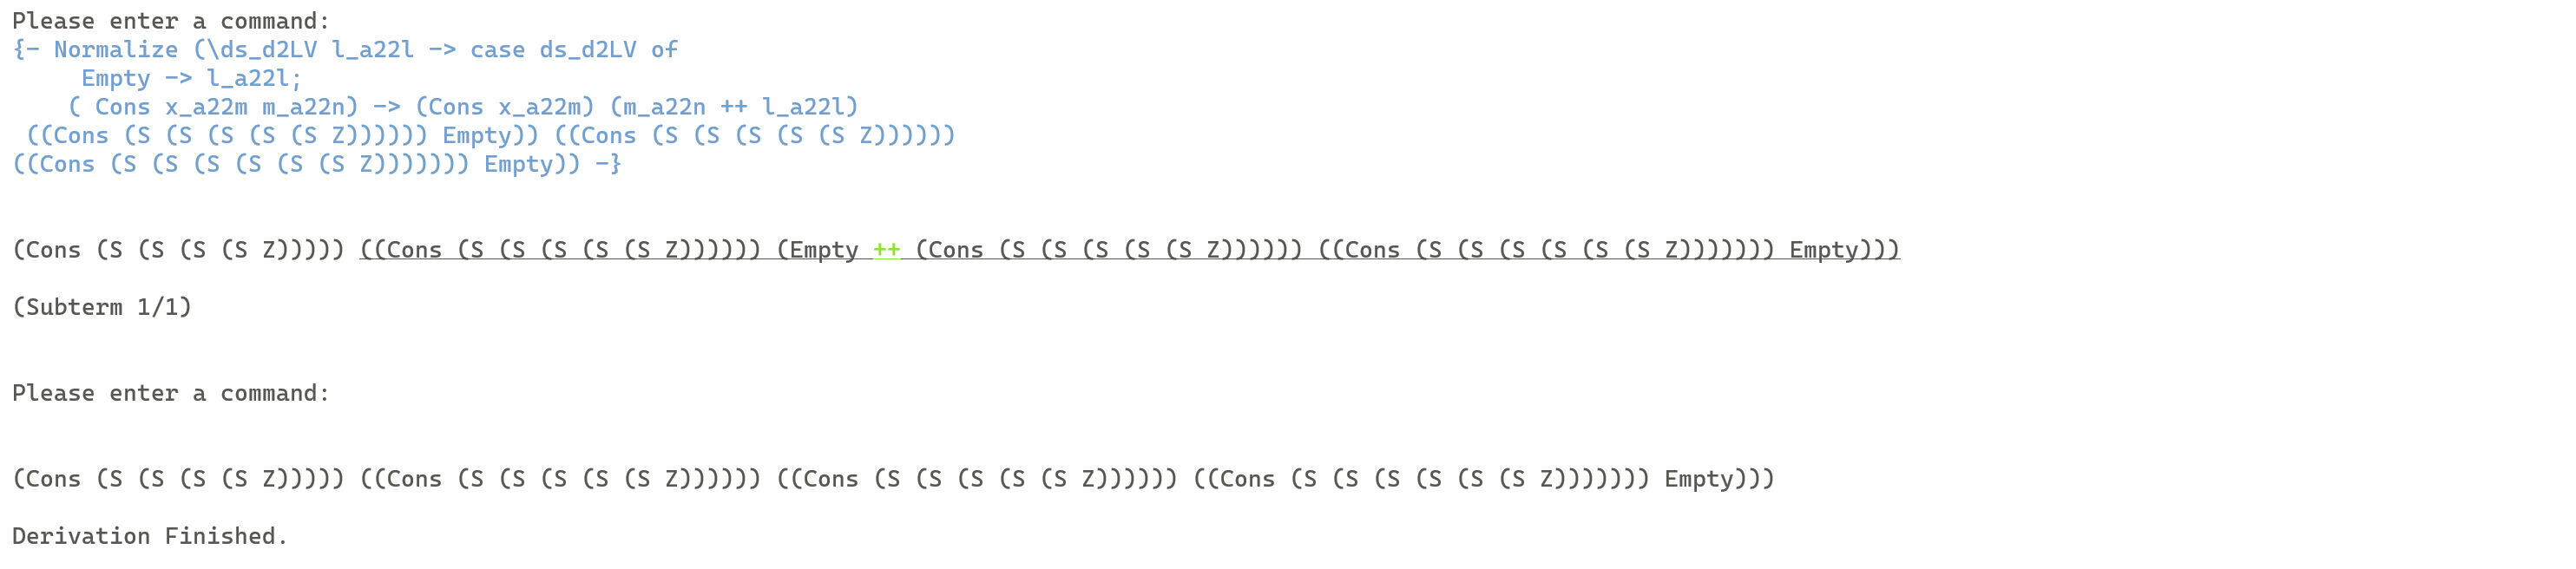 Please enter a command:
{- Normalize (\ds_d2LV l_a22l -> case ds_d2LV of
     Empty -> l_a22l;
    ( Cons x_a22m m_a22n) -> (Cons x_a22m) (m_a22n ++ l_a22l)
 ((Cons (S (S (S (S (S Z)))))) Empty)) ((Cons (S (S (S (S (S Z))))))
((Cons (S (S (S (S (S (S Z))))))) Empty)) -}
(Cons (S (S (S (S Z))))) ((Cons (S (S (S (S (S Z)))))) (Empty ++ (Cons (S (S (S (S (S Z)))))) ((Cons (S (S (S (S (S (S Z))))))) Empty)))
(Subterm 1/1)
Please enter a command:
(Cons (S (S (S (S Z))))) ((Cons (S (S (S (S (S Z)))))) ((Cons (S (S (S (S (S Z)))))) ((Cons (S (S (S (S (S (S Z))))))) Empty)))
Derivation Finished.